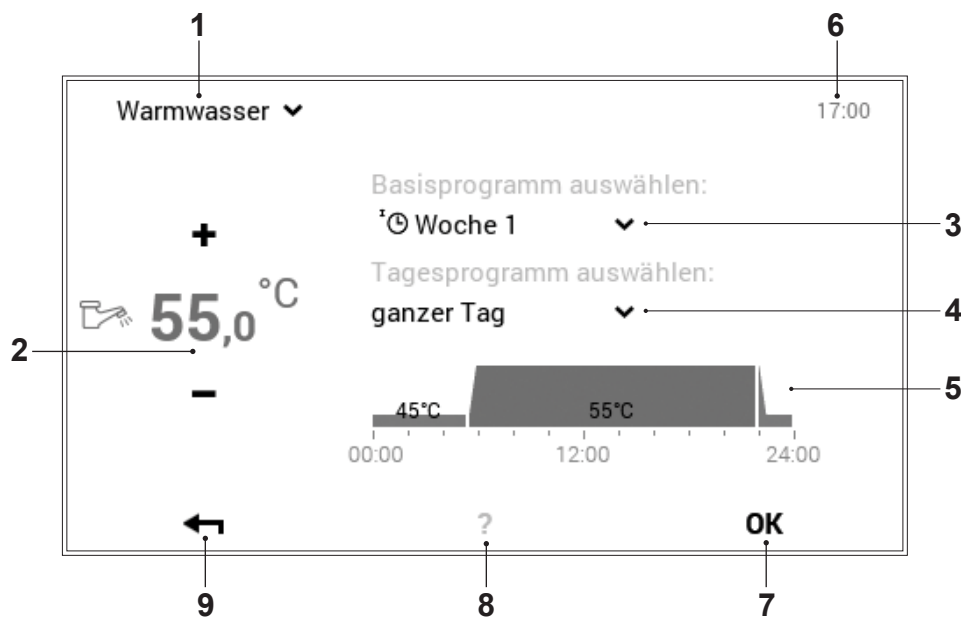 1 6
Warmwasser 17:00
Basisprogramm auswählen:
Woche 1 3
+
Tagesprogramm auswählen:
55,0 °C
ganzer Tag 4
2
− 5
45°C 55°C
00:00 12:00 24:00
? OK
9 8 7